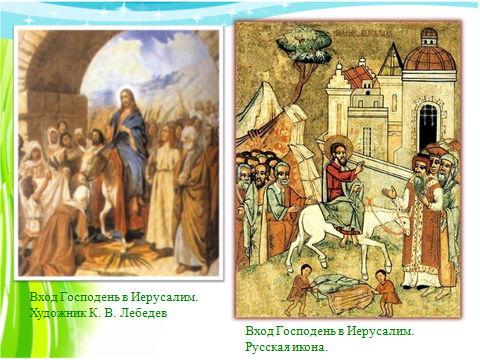 Вход Господень в Иерусалим.
Художник К. В. Лебедев
Вход Господень в Иерусалим.
Русская икона.